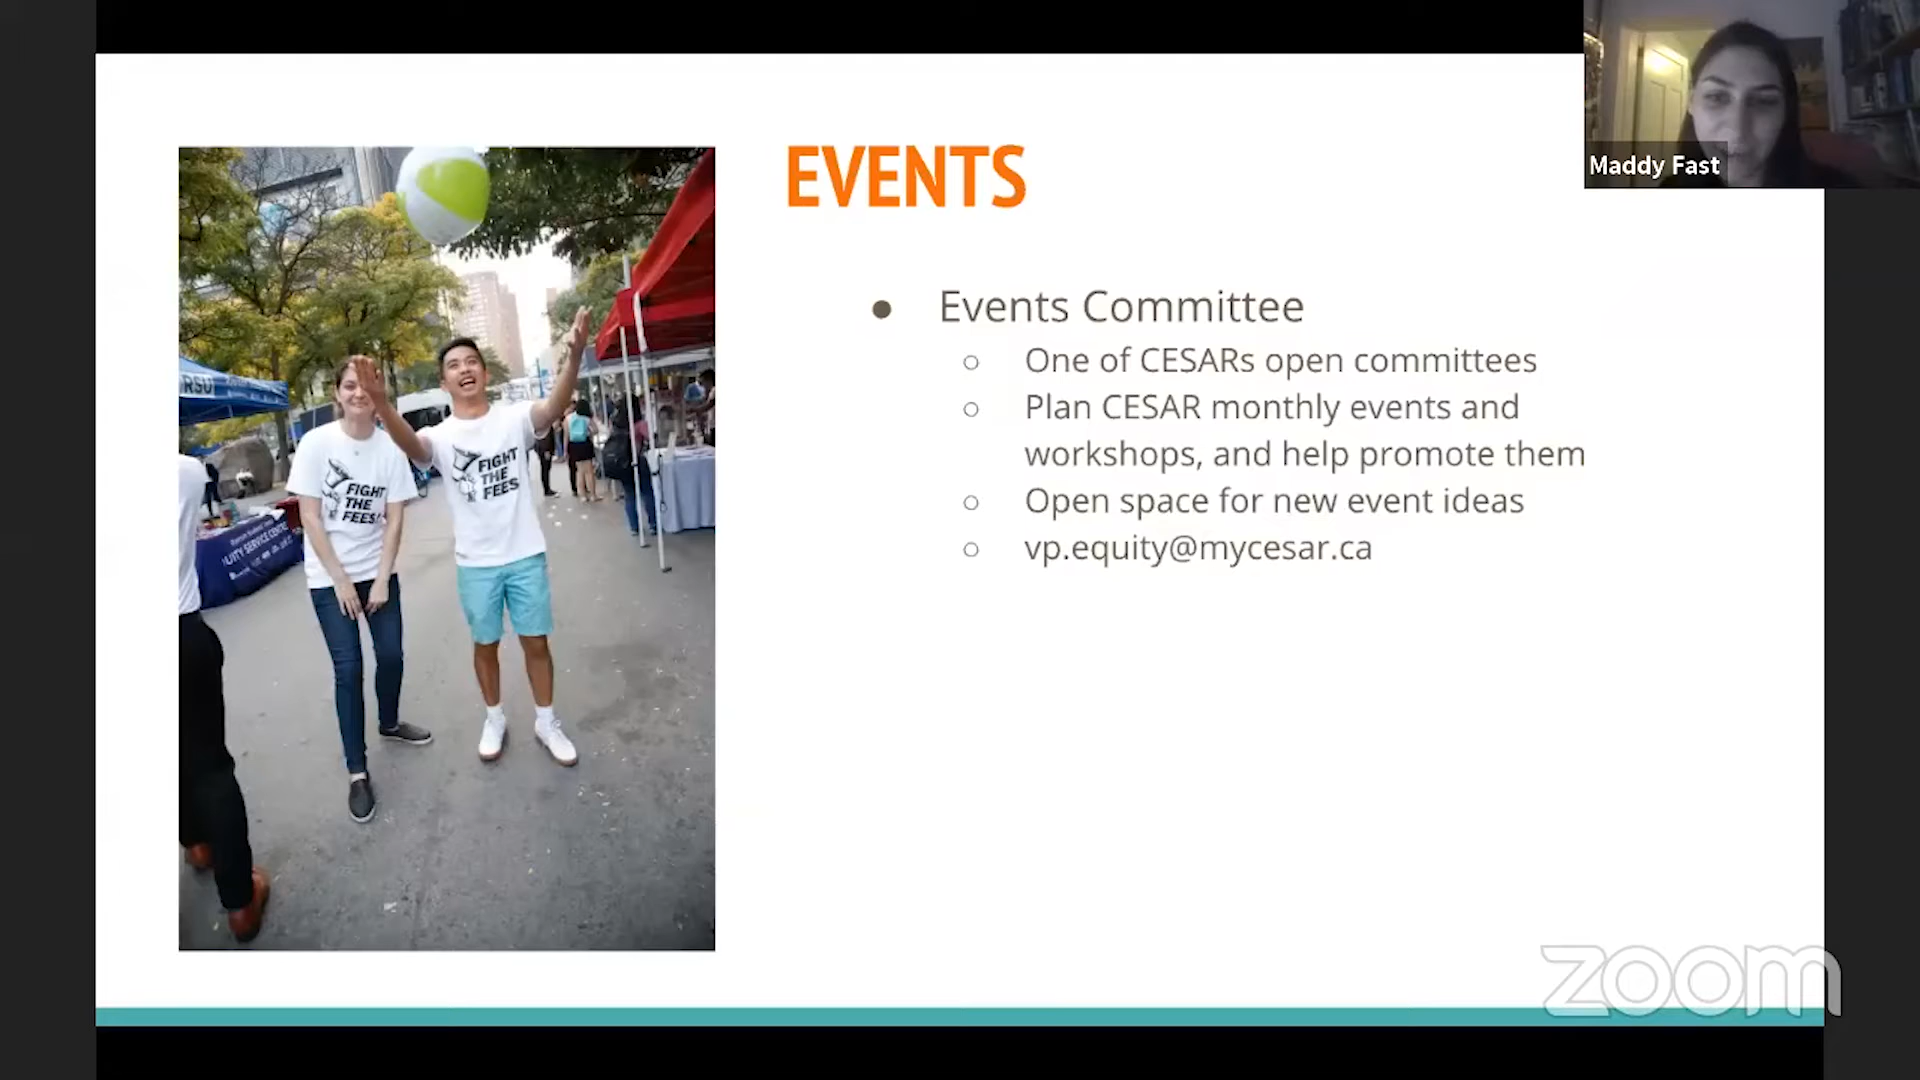 Maddy Fast
EVENTS
● Events Committee
○ One of CESARs open committees
○ Plan CESAR monthly events and
workshops, and help promote them
○ Open space for new event ideas
○ vp.equity@mycesar.ca
RSU
SERVICE CENTRE
FIGHT
THE
FEES!
FIGHT
THE
FEES
zoom